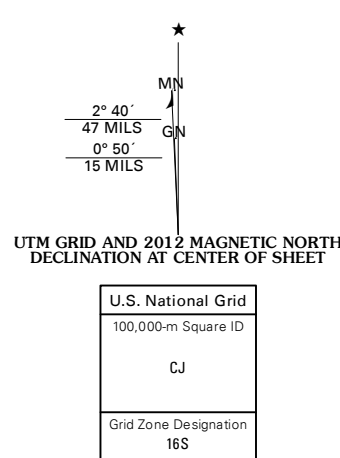 ★
MN
2° 40´
47 MILS
GN
0° 50´
15 MILS
UTM GRID AND 2012 MAGNETIC NORTH
DECLINATION AT CENTER OF SHEET
U.S. National Grid
100,000-m Square ID
CJ
Grid Zone Designation
16S